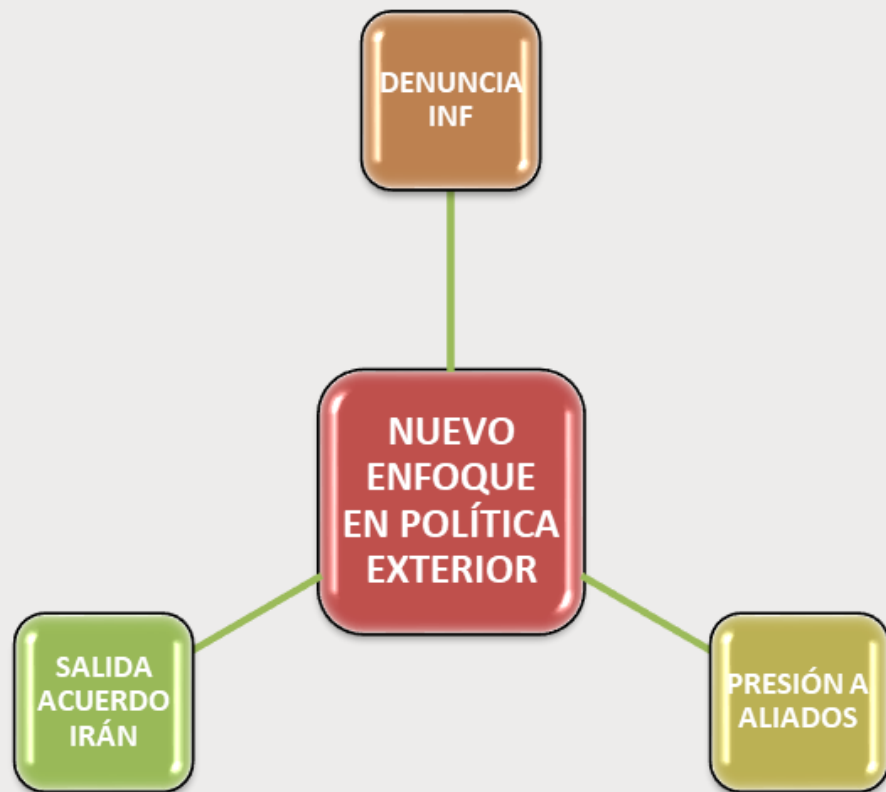 DENUNCIA
INF
NUEVO
ENFOQUE
EN POLÍTICA
EXTERIOR
SALIDA
ACUERDO
IRÁN
PRESIÓN A
ALIADOS